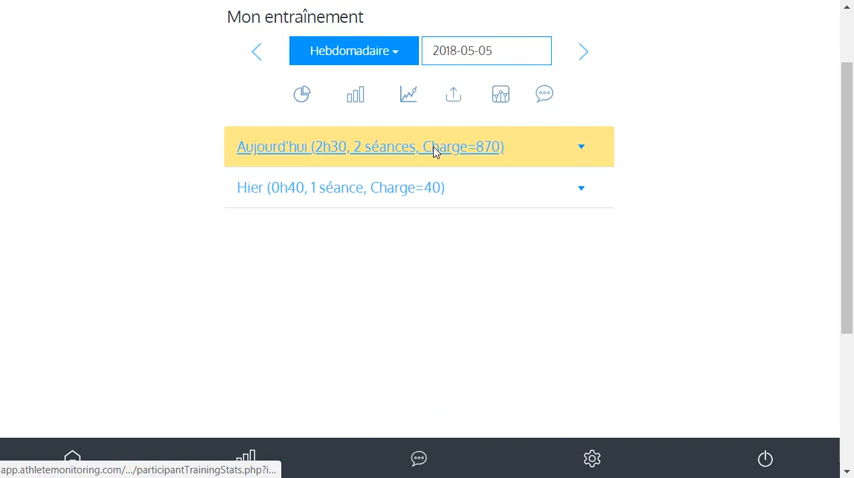 Mon entraînement
Hebdomadaire
2018-05-05
Aujourd'hui (2h30, 2 séances, Charge=870)
Hier (0h40, 1 séance, Charge=40)
app.athletemonitoring.com/.../participantTrainingStats.php?i...